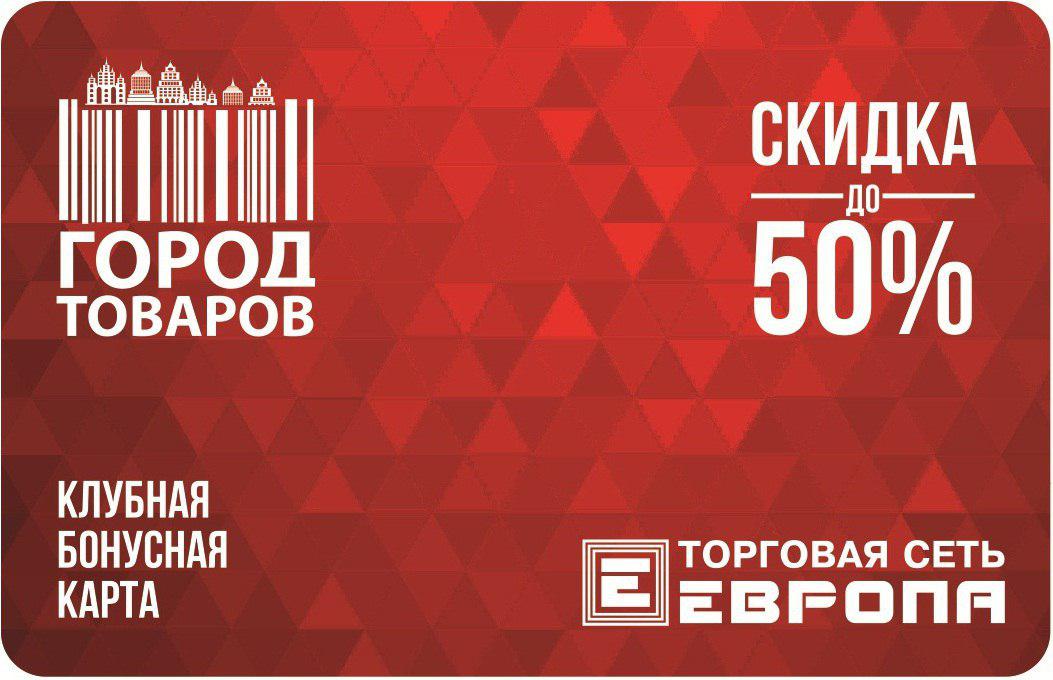 ГОРОД
ТОВАРОВ
СКИДКА
ДО
50%
КЛУБНАЯ
БОНУСНАЯ
КАРТА
Е ТОРГОВАЯ СЕТЬ
ЕВРОПА